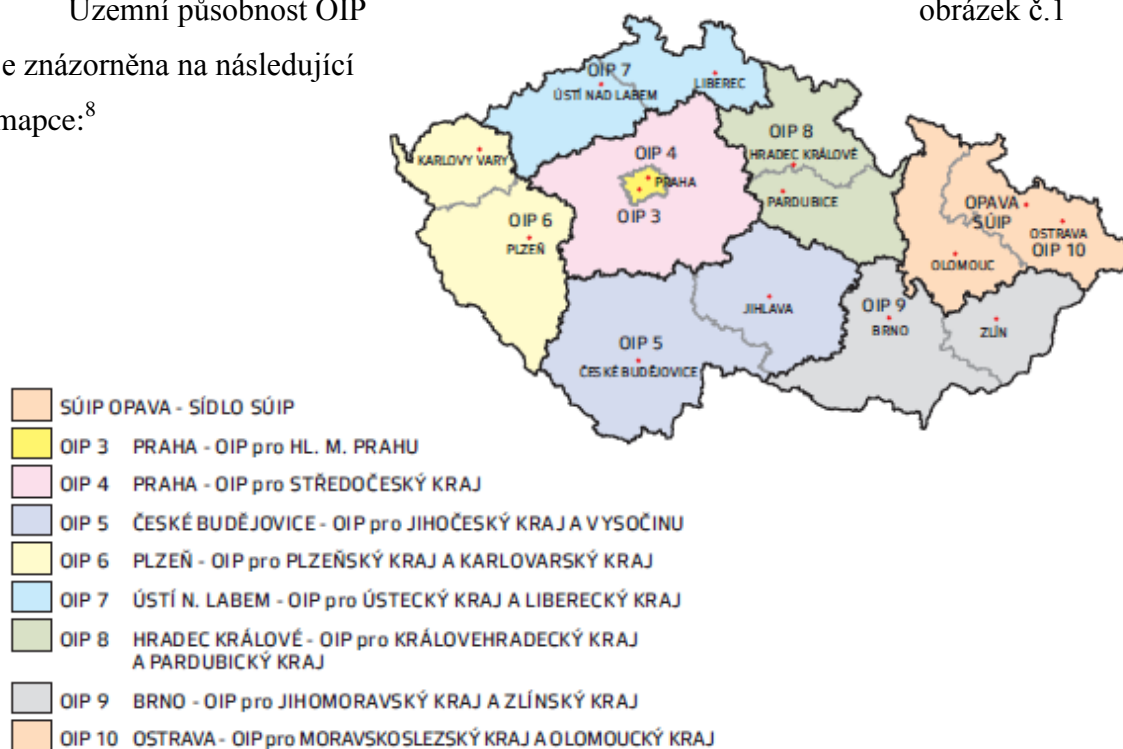 Územní působnost OIP
obrázek č.1
e znázorněna na následující
mapce:8
OIP 7
ÚSTÍ NAD LABEM
LIBEREC
KARLOVY VARY
OIP 4
PRAHA
OIP 3
OIP 8
HRADEC KRÁLOVÉ
PARDUBICE
OIP 6
PLZEŇ
OPAVA
SÚIP
OSTRAVA
OIP 10
OLOMOUC
JIHLAVA
OIP 9
BRNO
ZLÍN
OIP 5
ČESKÉ BUDĚJOVICE
SÚIP OPAVA - SÍDLO SÚIP
OIP 3 PRAHA - OIP pro HL. M. PRAHU
OIP 4 PRAHA - OIP pro STŘEDOČESKÝ KRAJ
OIP 5 ČESKÉ BUDĚJOVICE - OIP pro JIHOČESKÝ KRAJ A VYSOČINU
OIP 6 PLZEŇ - OIP pro PLZEŇSKÝ KRAJ A KARLOVARSKÝ KRAJ
OIP 7 ÚSTÍ N. LABEM - OIP pro ÚSTECKÝ KRAJ A LIBERECKÝ KRAJ
OIP 8 HRADEC KRÁLOVÉ - OIP pro KRÁLOVEHRADECKÝ KRAJ
A PARDUBICKÝ KRAJ
OIP 9 BRNO - OIP pro JIHOMORAVSKÝ KRAJ A ZLÍNSKÝ KRAJ
OIP 10 OSTRAVA - OIP pro MORAVSKOSLEZSKÝ KRAJ A OLOMOUCKÝ KRAJ